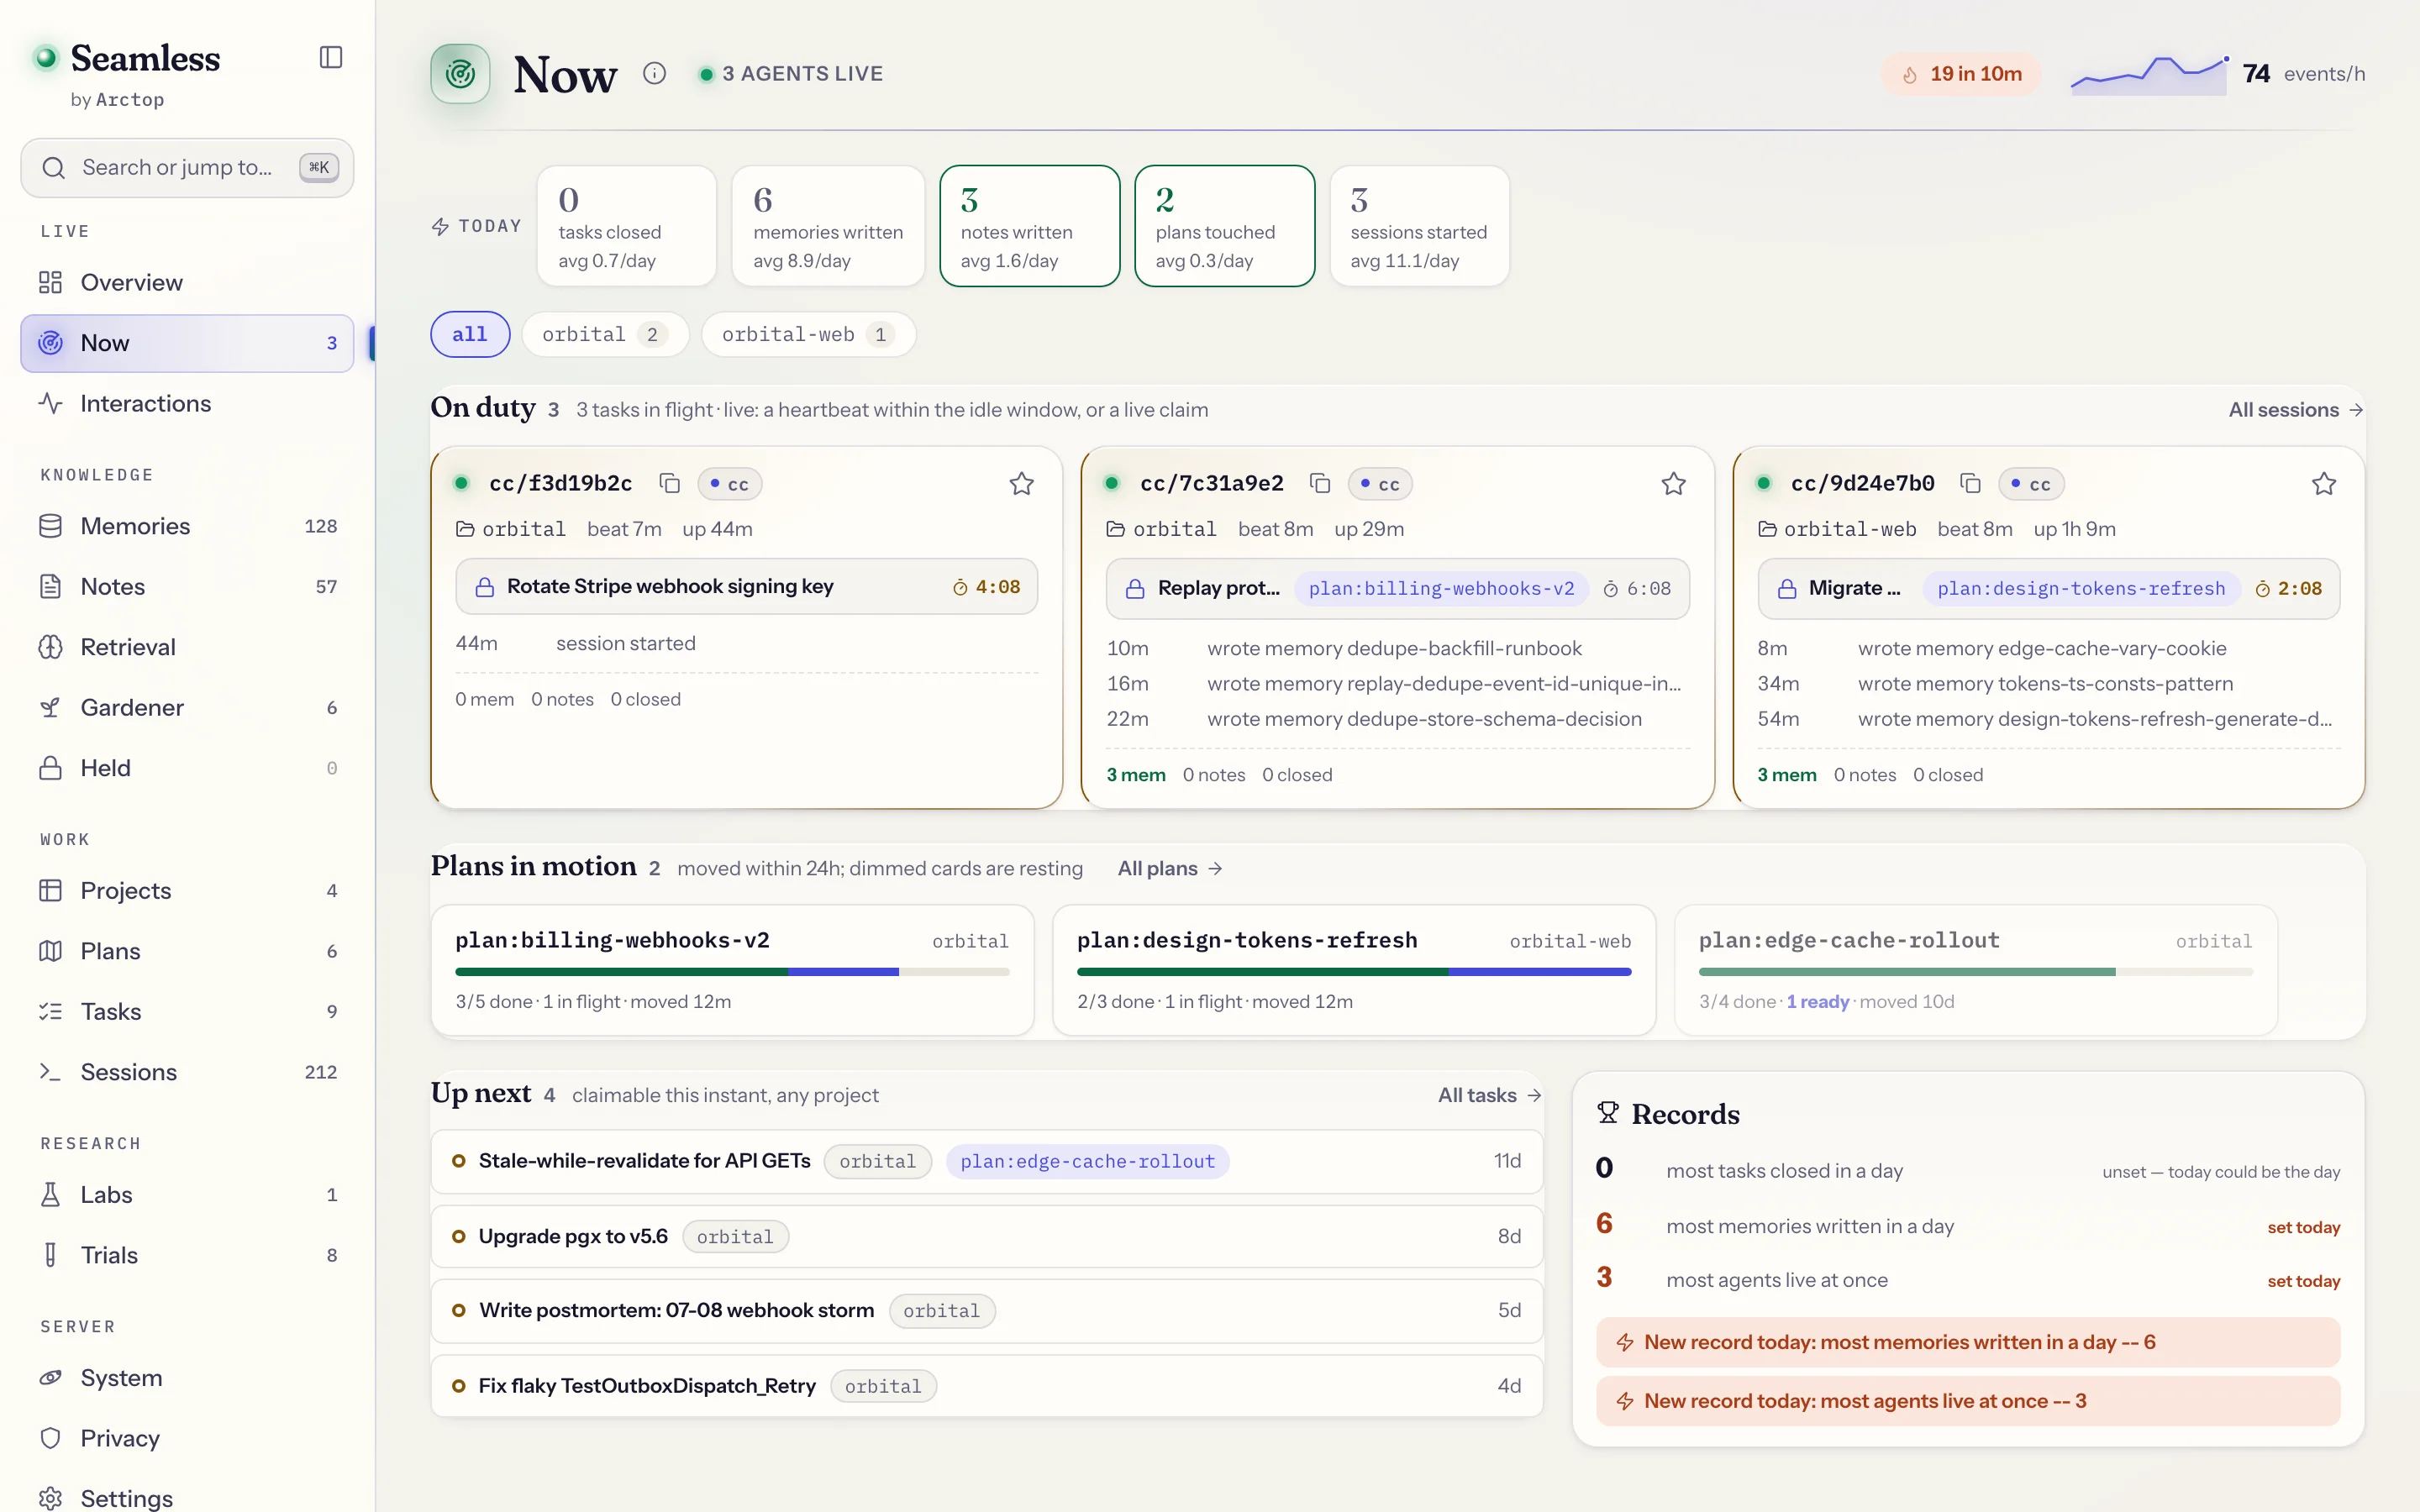 Seamless
by Arctop
Search or jump to... ⌘K
LIVE
Overview
Now 3
Interactions
KNOWLEDGE
Memories 128
Notes 57
Retrieval
Gardener 6
Held 0
WORK
Projects 4
Plans 6
Tasks 9
Sessions 212
RESEARCH
Labs 1
Trials 8
SERVER
System
Privacy
Settings
Now 3 AGENTS LIVE
19 in 10m 74 events/h
TODAY
0
tasks closed
avg 0.7/day
6
memories written
avg 8.9/day
3
notes written
avg 1.6/day
2
plans touched
avg 0.3/day
3
sessions started
avg 11.1/day
all orbital 2 orbital-web 1
On duty 3 3 tasks in flight · live: a heartbeat within the idle window, or a live claim All sessions →
cc/f3d19b2c cc
orbital beat 7m up 44m
Rotate Stripe webhook signing key 4:08
44m session started
0 mem 0 notes 0 closed
cc/7c31a9e2 cc
orbital beat 8m up 29m
Replay prot... plan:billing-webhooks-v2 6:08
10m wrote memory dedupe-backfill-runbook
16m wrote memory replay-dedupe-event-id-unique-in...
22m wrote memory dedupe-store-schema-decision
3 mem 0 notes 0 closed
cc/9d24e7b0 cc
orbital-web beat 8m up 1h 9m
Migrate ... plan:design-tokens-refresh 2:08
8m wrote memory edge-cache-vary-cookie
34m wrote memory tokens-ts-consts-pattern
54m wrote memory design-tokens-refresh-generate-d...
3 mem 0 notes 0 closed
Plans in motion 2 moved within 24h; dimmed cards are resting All plans →
plan:billing-webhooks-v2 orbital
3/5 done · 1 in flight · moved 12m
plan:design-tokens-refresh orbital-web
2/3 done · 1 in flight · moved 12m
plan:edge-cache-rollout orbital
3/4 done · 1 ready · moved 10d
Up next 4 claimable this instant, any project All tasks →
Stale-while-revalidate for API GETs orbital plan:edge-cache-rollout 11d
Upgrade pgx to v5.6 orbital 8d
Write postmortem: 07-08 webhook storm orbital 5d
Fix flaky TestOutboxDispatch_Retry orbital 4d
Records
0 most tasks closed in a day unset — today could be the day
6 most memories written in a day set today
3 most agents live at once set today
New record today: most memories written in a day -- 6
New record today: most agents live at once -- 3